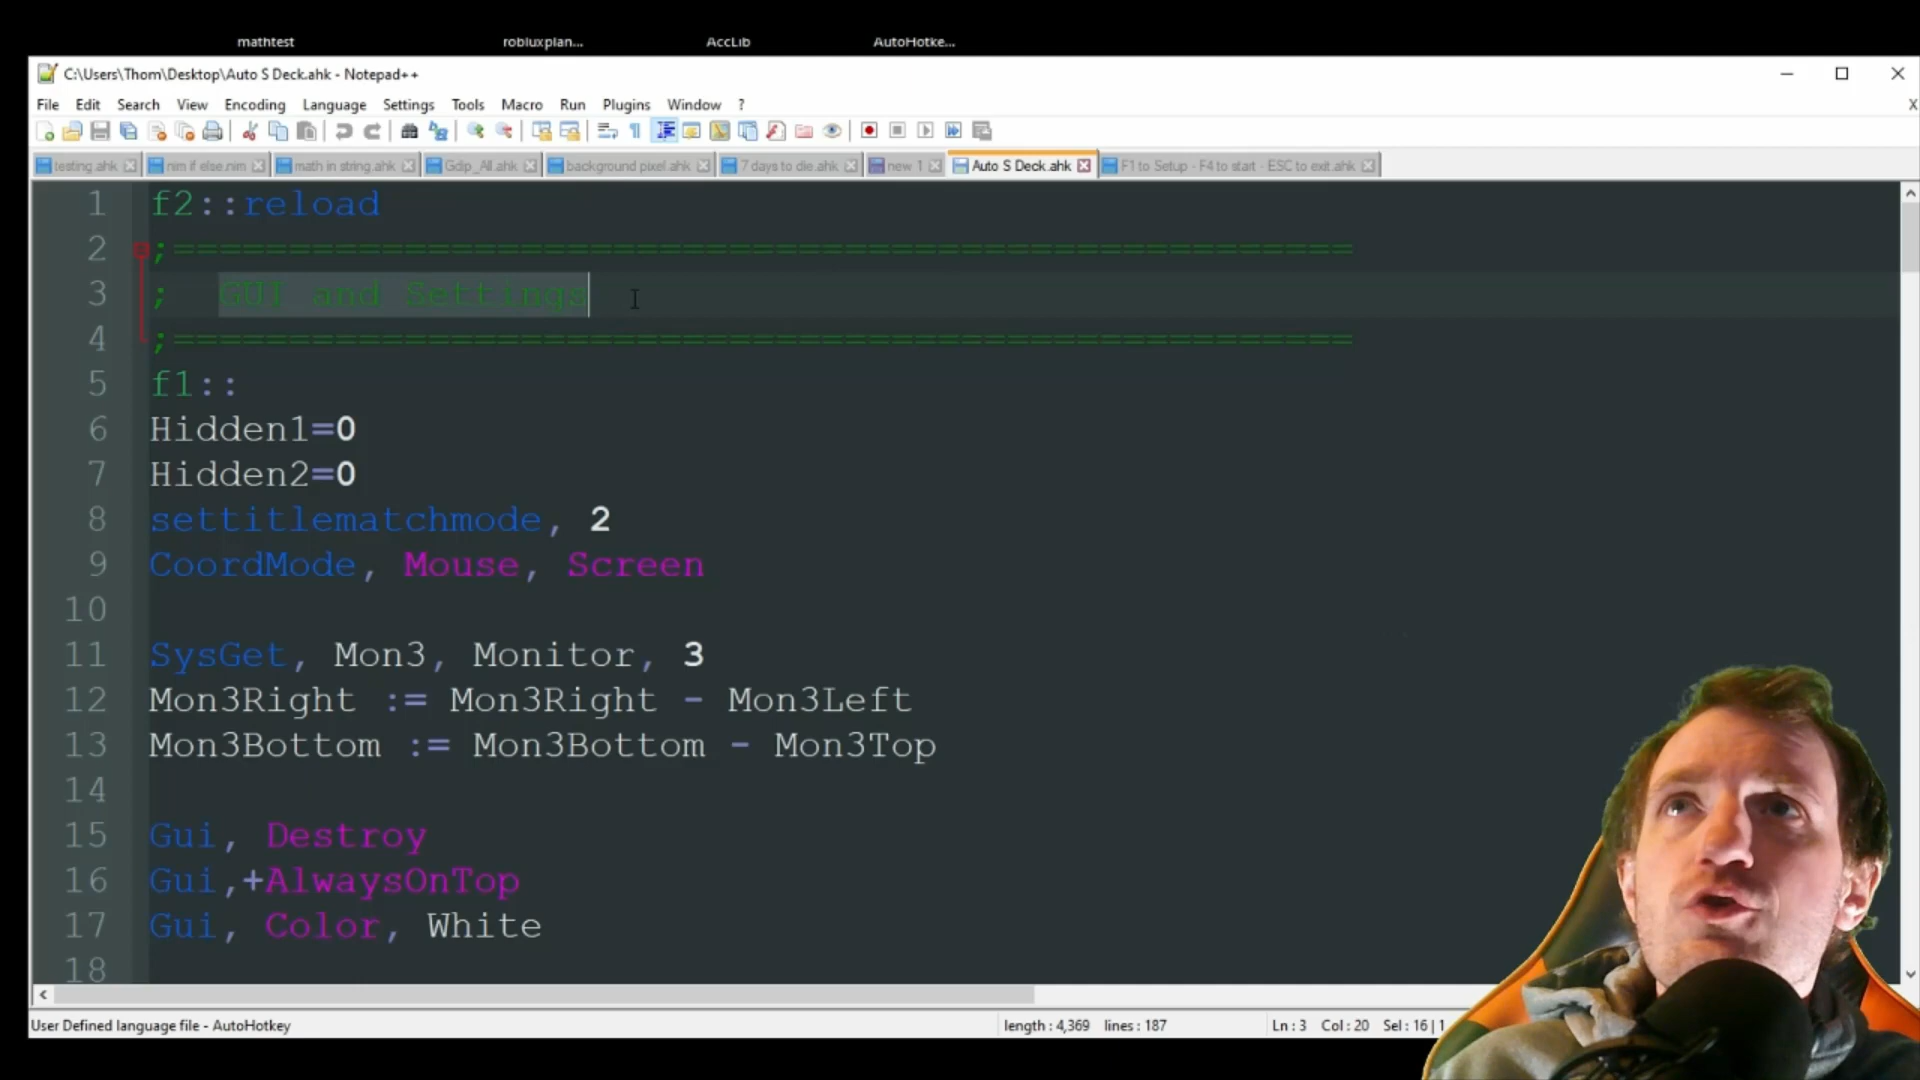 mathtest robluxplan... AccLib AutoHotke...
C:\Users\Thom\Desktop\Auto S Deck.ahk - Notepad++
File Edit Search View Encoding Language Settings Tools Macro Run Plugins Window ? X
testing.ahk nim if else.nim math in string.ahk Gdip_All.ahk background pixel.ahk 7 days to die.ahk new 1 Auto S Deck.ahk F1 to Setup - F4 to start - ESC to exit.ahk
1 f2::reload
2 ;===================================================
3 ; GUI and Settings
4 ;===================================================
5 f1::
6 Hidden1=0
7 Hidden2=0
8 settitlematchmode, 2
9 CoordMode, Mouse, Screen
10
11 SysGet, Mon3, Monitor, 3
12 Mon3Right := Mon3Right - Mon3Left
13 Mon3Bottom := Mon3Bottom - Mon3Top
14
15 Gui, Destroy
16 Gui,+AlwaysOnTop
17 Gui, Color, White
18
User Defined language file - AutoHotkey length : 4,369 lines : 187 Ln : 3 Col : 20 Sel : 16 | 1